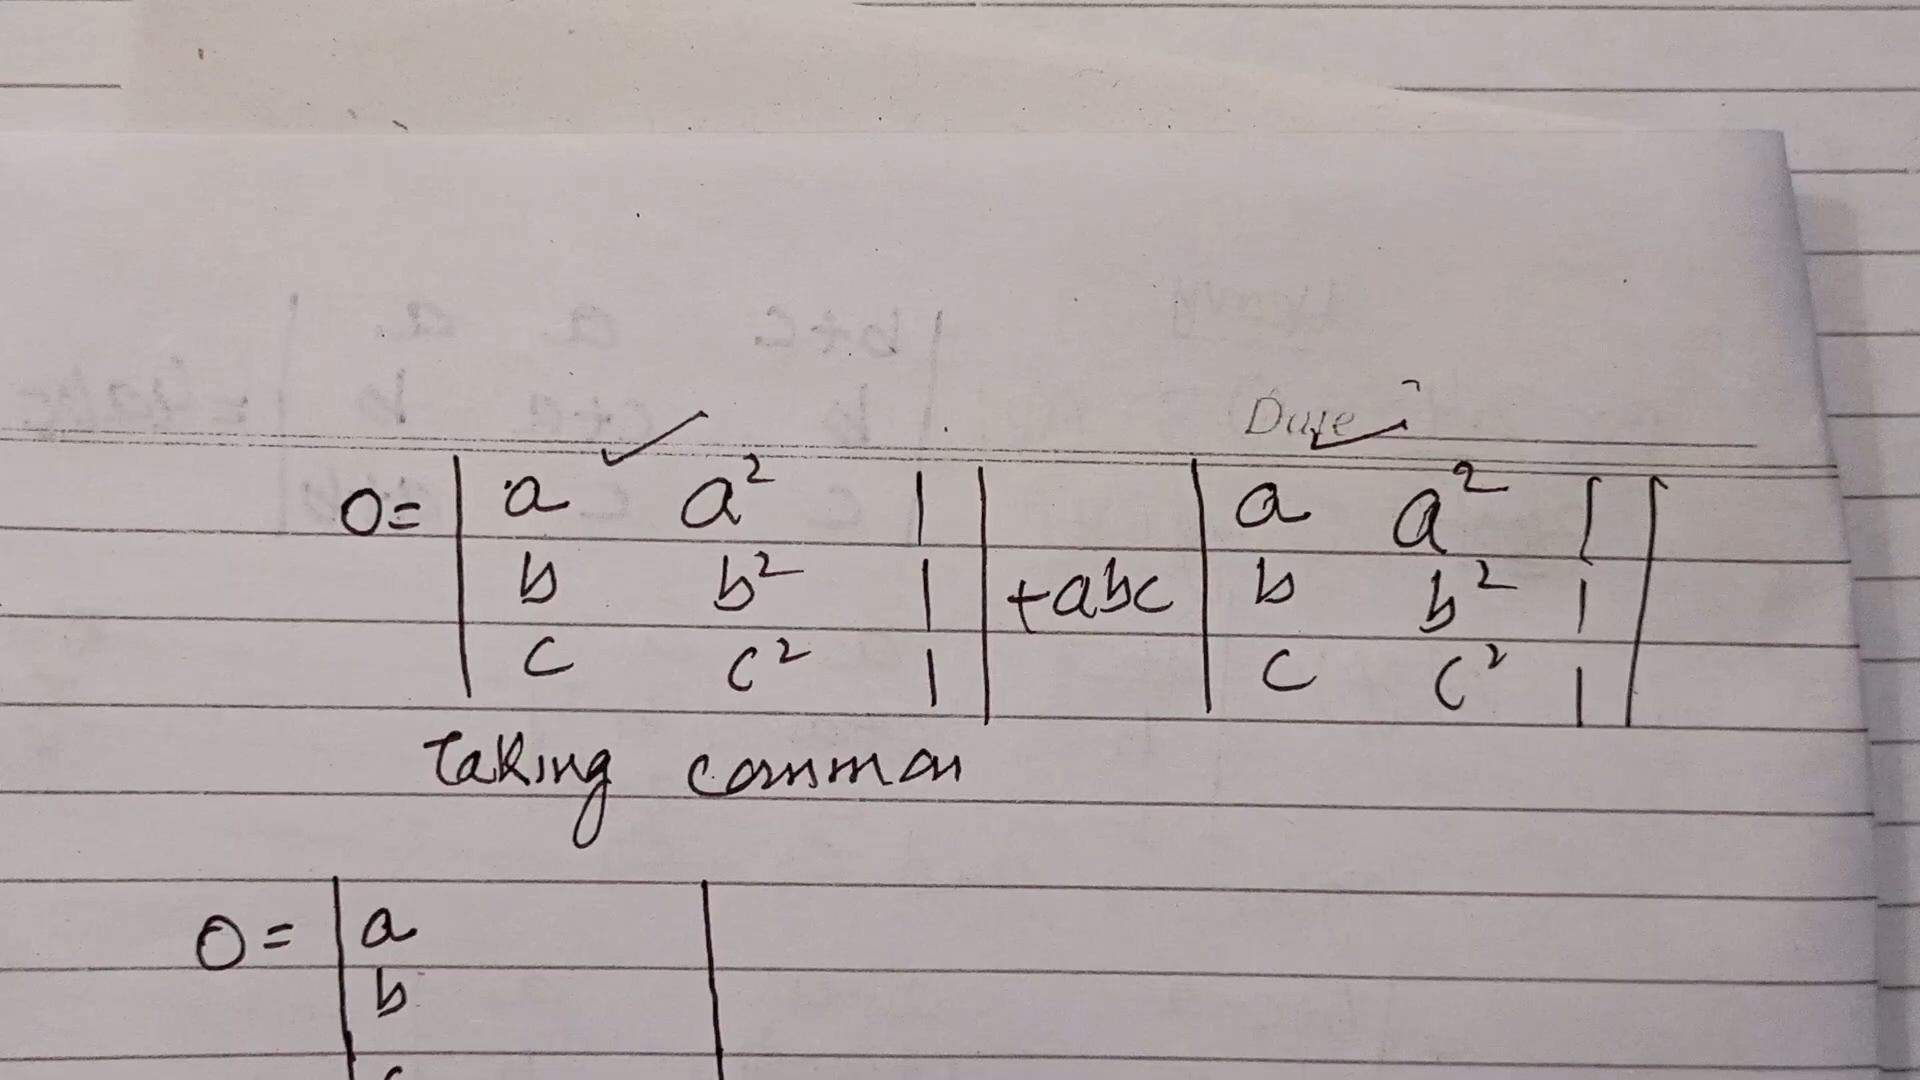 Date
0 = | a a² 1 | + abc | a a² 1 |
| b b² 1 | | b b² 1 |
| c c² 1 | | c c² 1 |
Taking common
0 = | a |
| b |